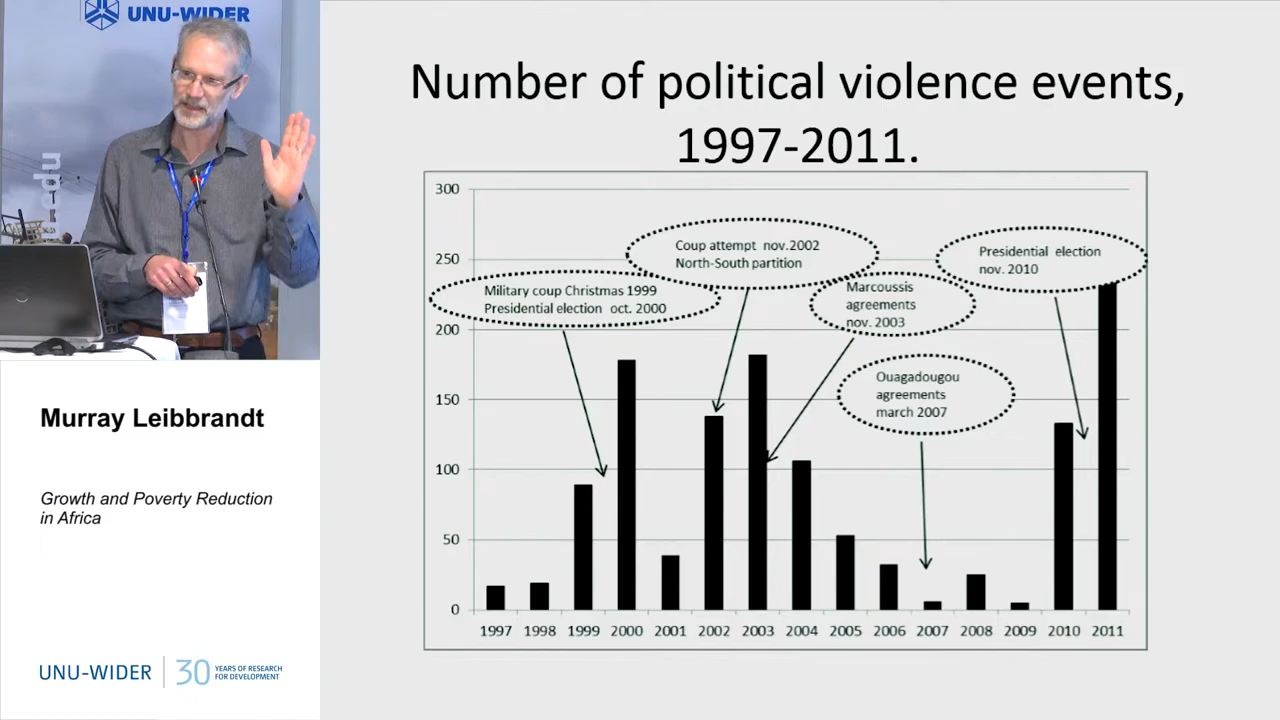 UNU-WIDER
.edu
Murray Leibbrandt
Growth and Poverty Reduction
in Africa
UNU-WIDER
30 YEARS OF RESEARCH
FOR DEVELOPMENT
Number of political violence events,
1997-2011.
300
250
200
150
100
50
0
Military coup Christmas 1999
Presidential election oct. 2000
Coup attempt nov.2002
North-South partition
Marcoussis
agreements
nov. 2003
Ouagadougou
agreements
march 2007
Presidential election
nov. 2010
1997 1998 1999 2000 2001 2002 2003 2004 2005 2006 2007 2008 2009 2010 2011